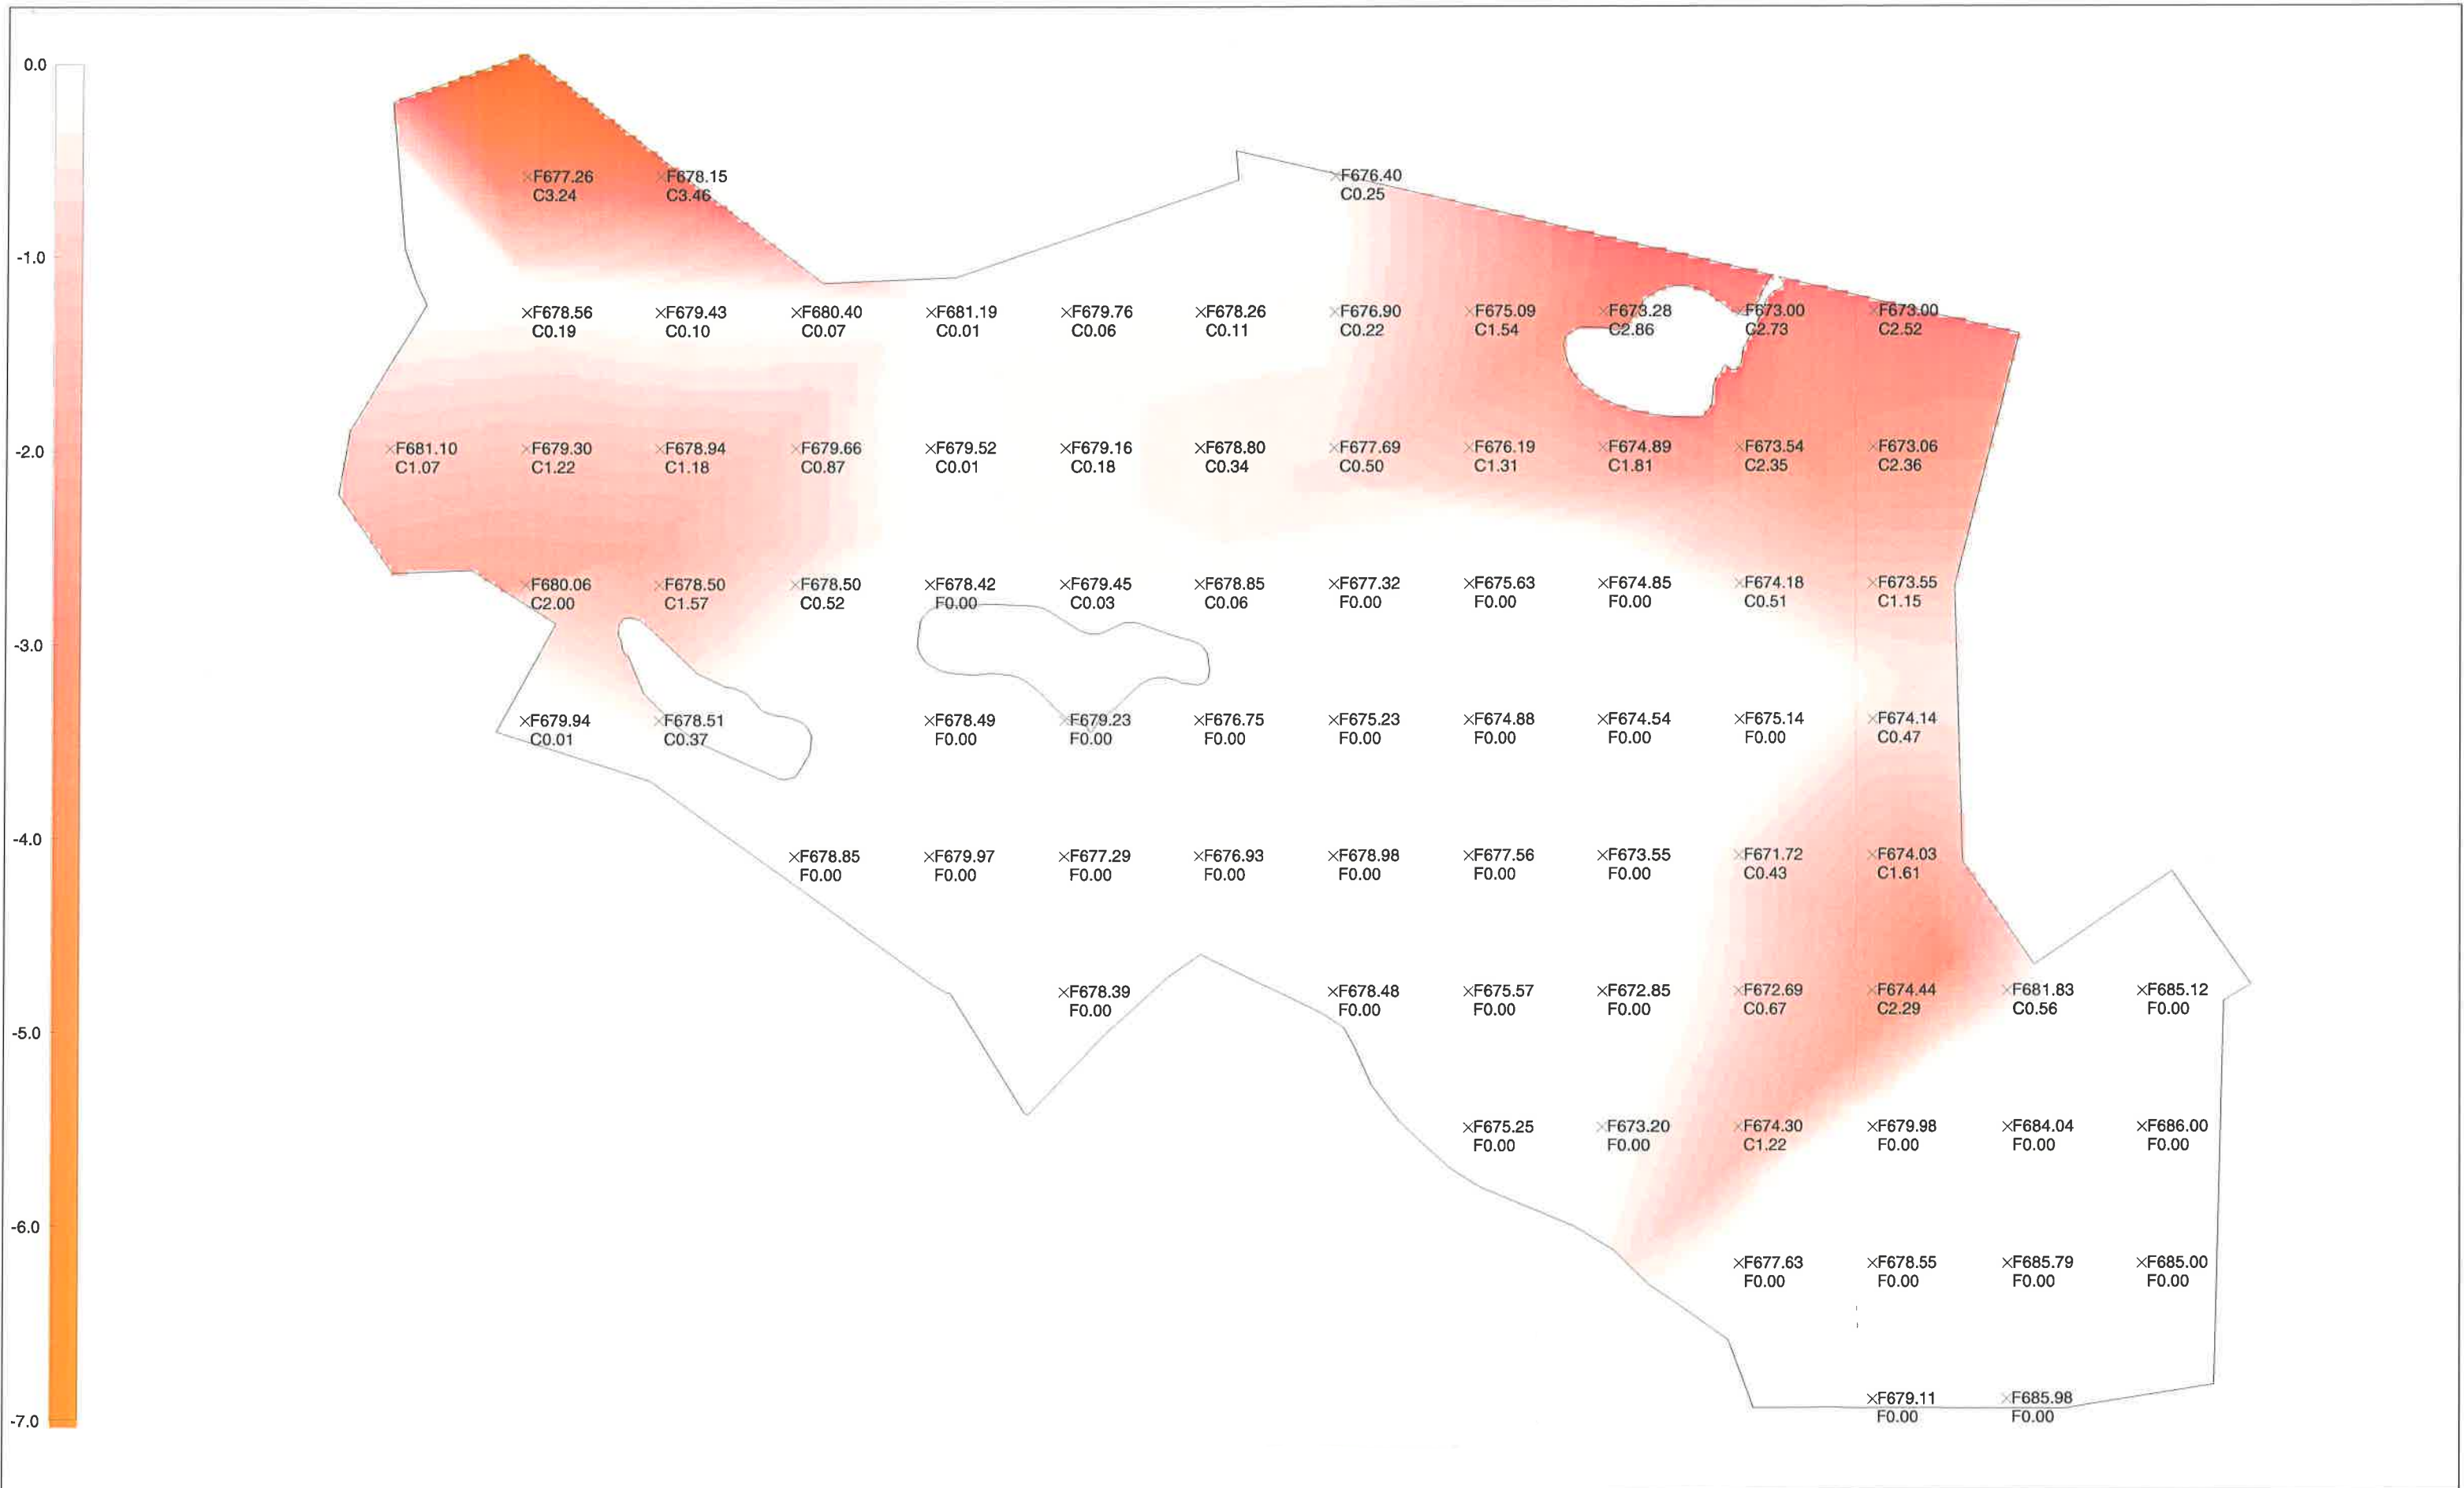 0.0
-1.0
-2.0
-3.0
-4.0
-5.0
-6.0
-7.0
×F677.26 ×F678.15 ×F676.40
C3.24 C3.46 C0.25
×F678.56 ×F679.43 ×F680.40 ×F681.19 ×F679.76 ×F678.26 ×F676.90 ×F675.09 ×F673.28 ×F673.00 ×F673.00
C0.19 C0.10 C0.07 C0.01 C0.06 C0.11 C0.22 C1.54 C2.86 C2.73 C2.52
×F681.10 ×F679.30 ×F678.94 ×F679.66 ×F679.52 ×F679.16 ×F678.80 ×F677.69 ×F676.19 ×F674.89 ×F673.54 ×F673.06
C1.07 C1.22 C1.18 C0.87 C0.01 C0.18 C0.34 C0.50 C1.31 C1.81 C2.35 C2.36
×F680.06 ×F678.50 ×F678.50 ×F678.42 ×F679.45 ×F678.85 ×F677.32 ×F675.63 ×F674.85 ×F674.18 ×F673.55
C2.00 C1.57 C0.52 F0.00 C0.03 C0.06 F0.00 F0.00 F0.00 C0.51 C1.15
×F679.94 ×F678.51 ×F678.49 ×F679.23 ×F676.75 ×F675.23 ×F674.88 ×F674.54 ×F675.14 ×F674.14
C0.01 C0.37 F0.00 F0.00 F0.00 F0.00 F0.00 F0.00 F0.00 C0.47
×F678.85 ×F679.97 ×F677.29 ×F676.93 ×F678.98 ×F677.56 ×F673.55 ×F671.72 ×F674.03
F0.00 F0.00 F0.00 F0.00 F0.00 F0.00 F0.00 C0.43 C1.61
×F678.39 ×F678.48 ×F675.57 ×F672.85 ×F672.69 ×F674.44 ×F681.83 ×F685.12
F0.00 F0.00 F0.00 F0.00 C0.67 C2.29 C0.56 F0.00
×F675.25 ×F673.20 ×F674.30 ×F679.98 ×F684.04 ×F686.00
F0.00 F0.00 C1.22 F0.00 F0.00 F0.00
×F677.63 ×F678.55 ×F685.79 ×F685.00
F0.00 F0.00 F0.00 F0.00
×F679.11 ×F685.98
F0.00 F0.00